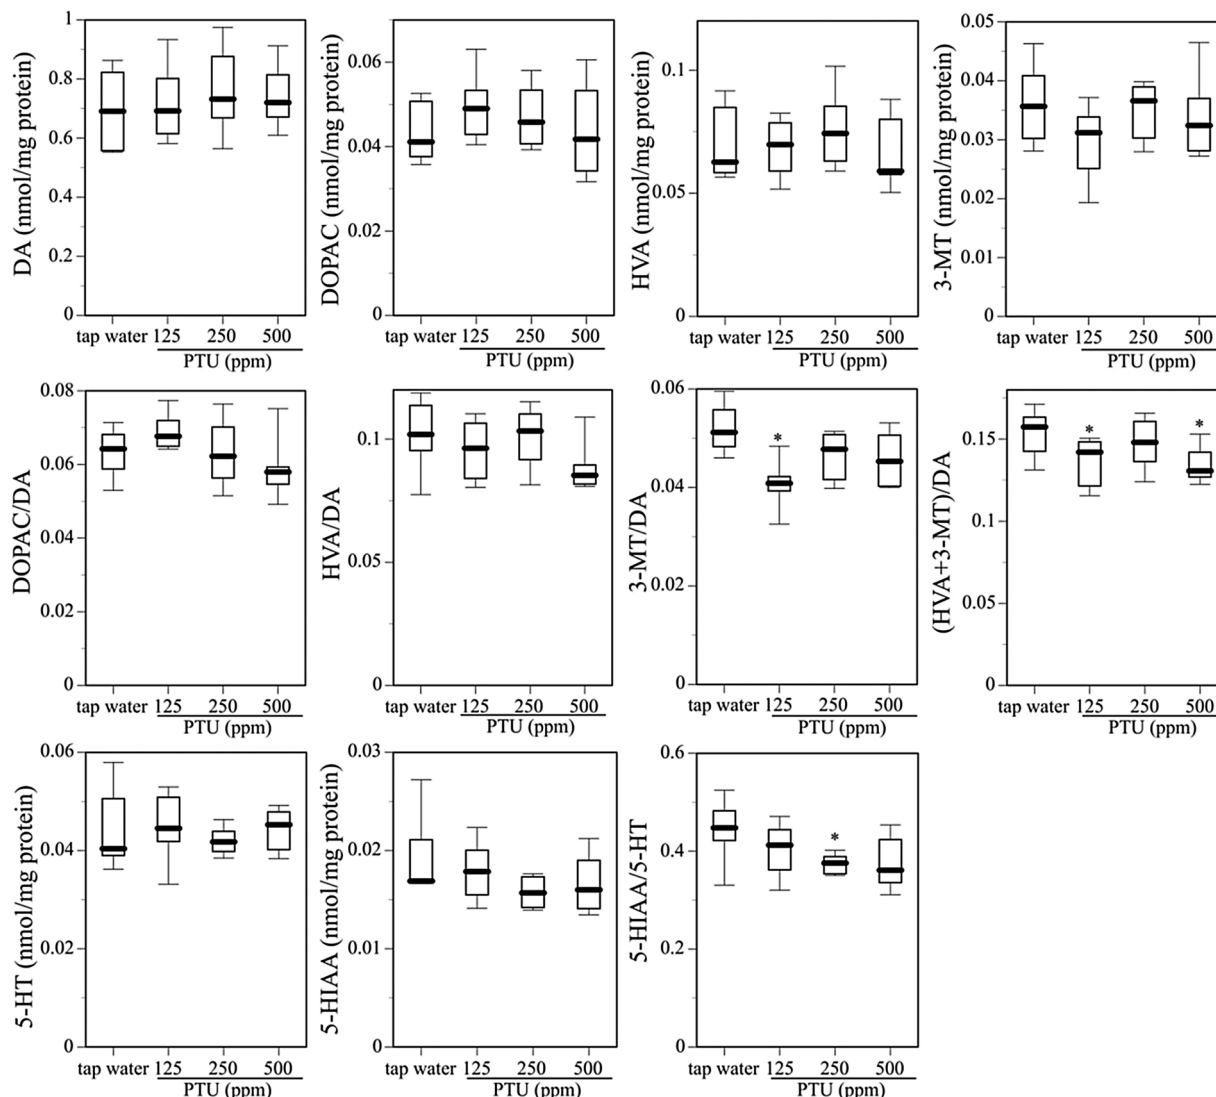 DA (nmol/mg protein)
1
0.8
0.6
0.4
0.2
0
tap water 125 250 500
PTU (ppm)
DOPAC (nmol/mg protein)
0.06
0.04
0.02
0
tap water 125 250 500
PTU (ppm)
HVA (nmol/mg protein)
0.1
0.05
0
tap water 125 250 500
PTU (ppm)
3-MT (nmol/mg protein)
0.05
0.04
0.03
0.02
0.01
0
tap water 125 250 500
PTU (ppm)
DOPAC/DA
0.08
0.06
0.04
0.02
0
tap water 125 250 500
PTU (ppm)
HVA/DA
0.1
0.05
0
tap water 125 250 500
PTU (ppm)
3-MT/DA
0.06
0.04
0.02
0
*
tap water 125 250 500
PTU (ppm)
(HVA+3-MT)/DA
0.15
0.1
0.05
0
* *
tap water 125 250 500
PTU (ppm)
5-HT (nmol/mg protein)
0.06
0.04
0.02
0
tap water 125 250 500
PTU (ppm)
5-HIAA (nmol/mg protein)
0.03
0.02
0.01
0
tap water 125 250 500
PTU (ppm)
5-HIAA/5-HT
0.6
0.4
0.2
0
*
tap water 125 250 500
PTU (ppm)